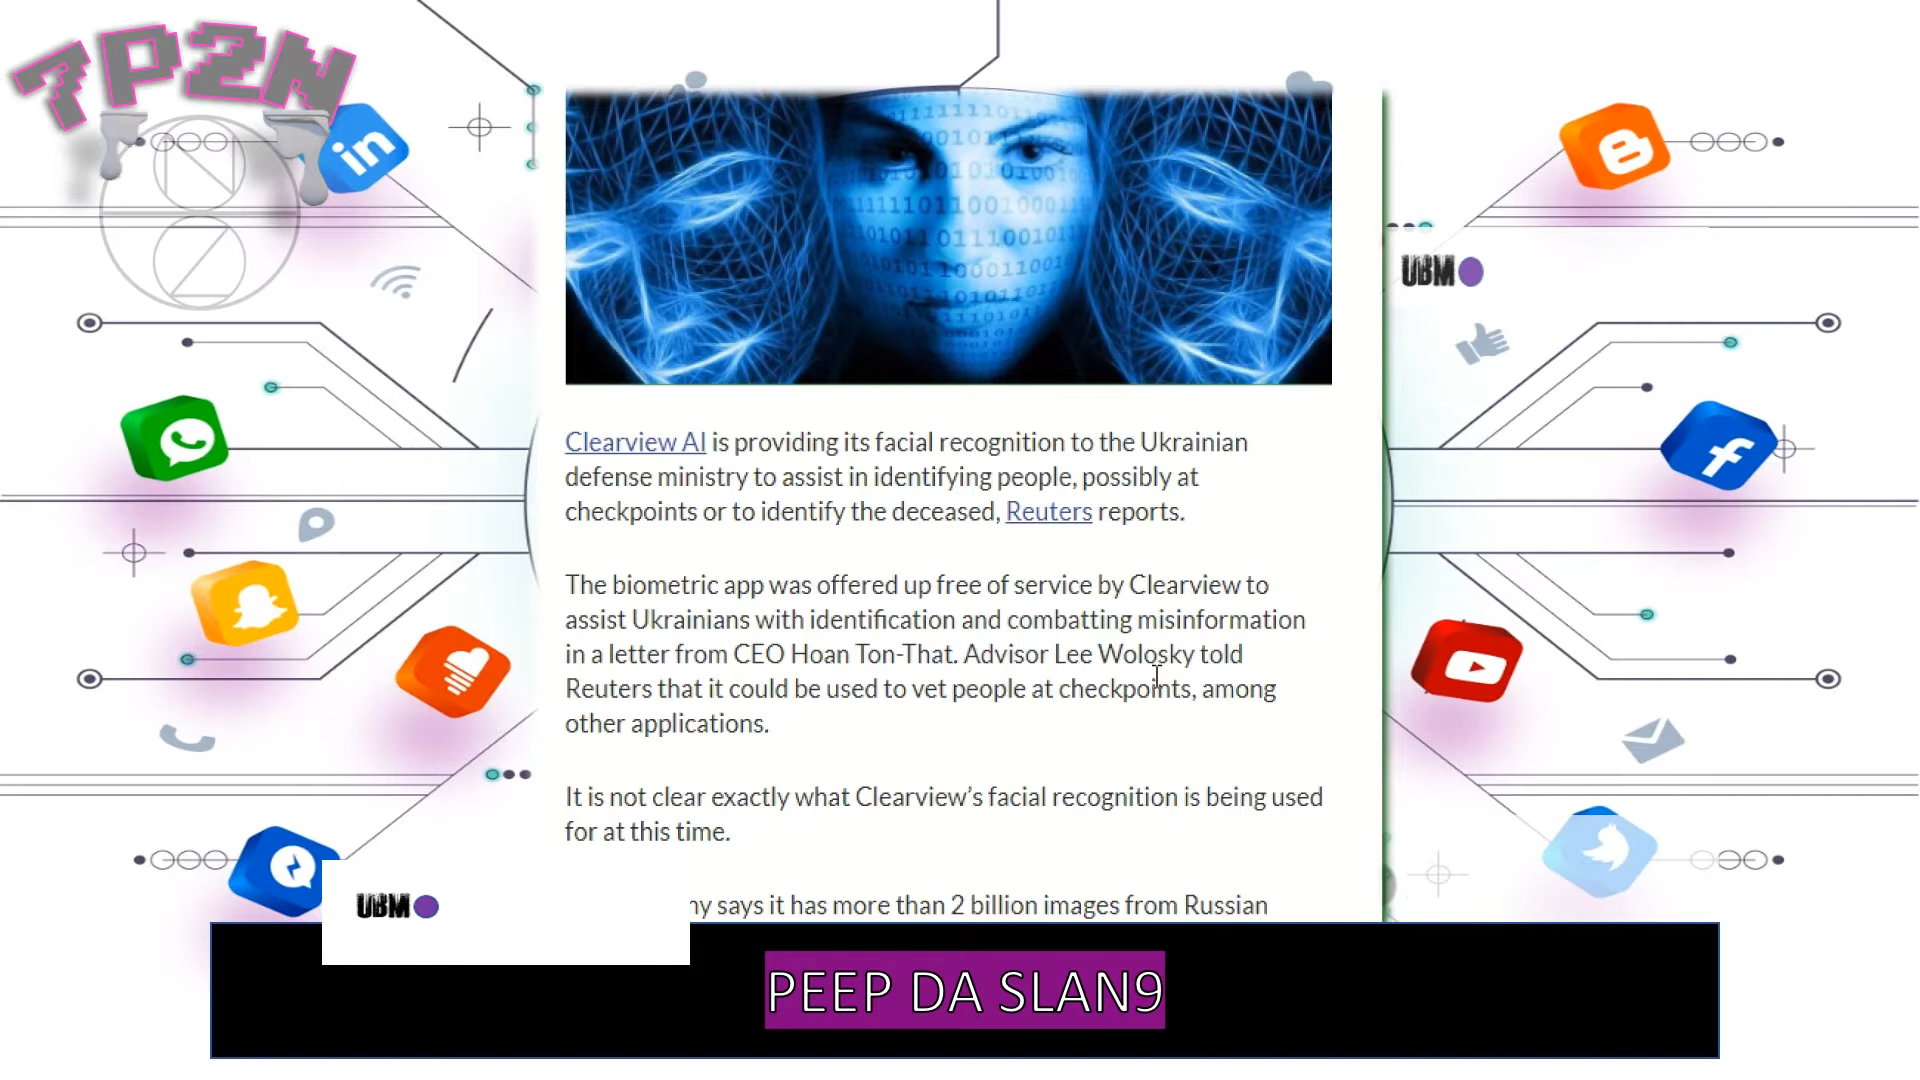 7P2N
in
UBM
Clearview AI is providing its facial recognition to the Ukrainian
defense ministry to assist in identifying people, possibly at
checkpoints or to identify the deceased, Reuters reports.
The biometric app was offered up free of service by Clearview to
assist Ukrainians with identification and combatting misinformation
in a letter from CEO Hoan Ton-That. Advisor Lee Wolosky told
Reuters that it could be used to vet people at checkpoints, among
other applications.
It is not clear exactly what Clearview’s facial recognition is being used
for at this time.
UBM
ny says it has more than 2 billion images from Russian
PEEP DA SLAN9